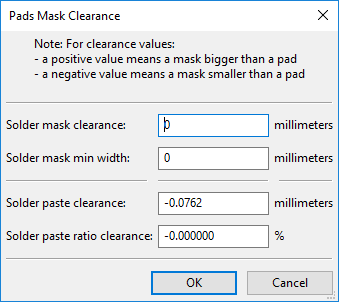 Pads Mask Clearance
Note: For clearance values:
- a positive value means a mask bigger than a pad
- a negative value means a mask smaller than a pad
Solder mask clearance: 0 millimeters
Solder mask min width: 0 millimeters
Solder paste clearance: -0.0762 millimeters
Solder paste ratio clearance: -0.000000 %
OK Cancel